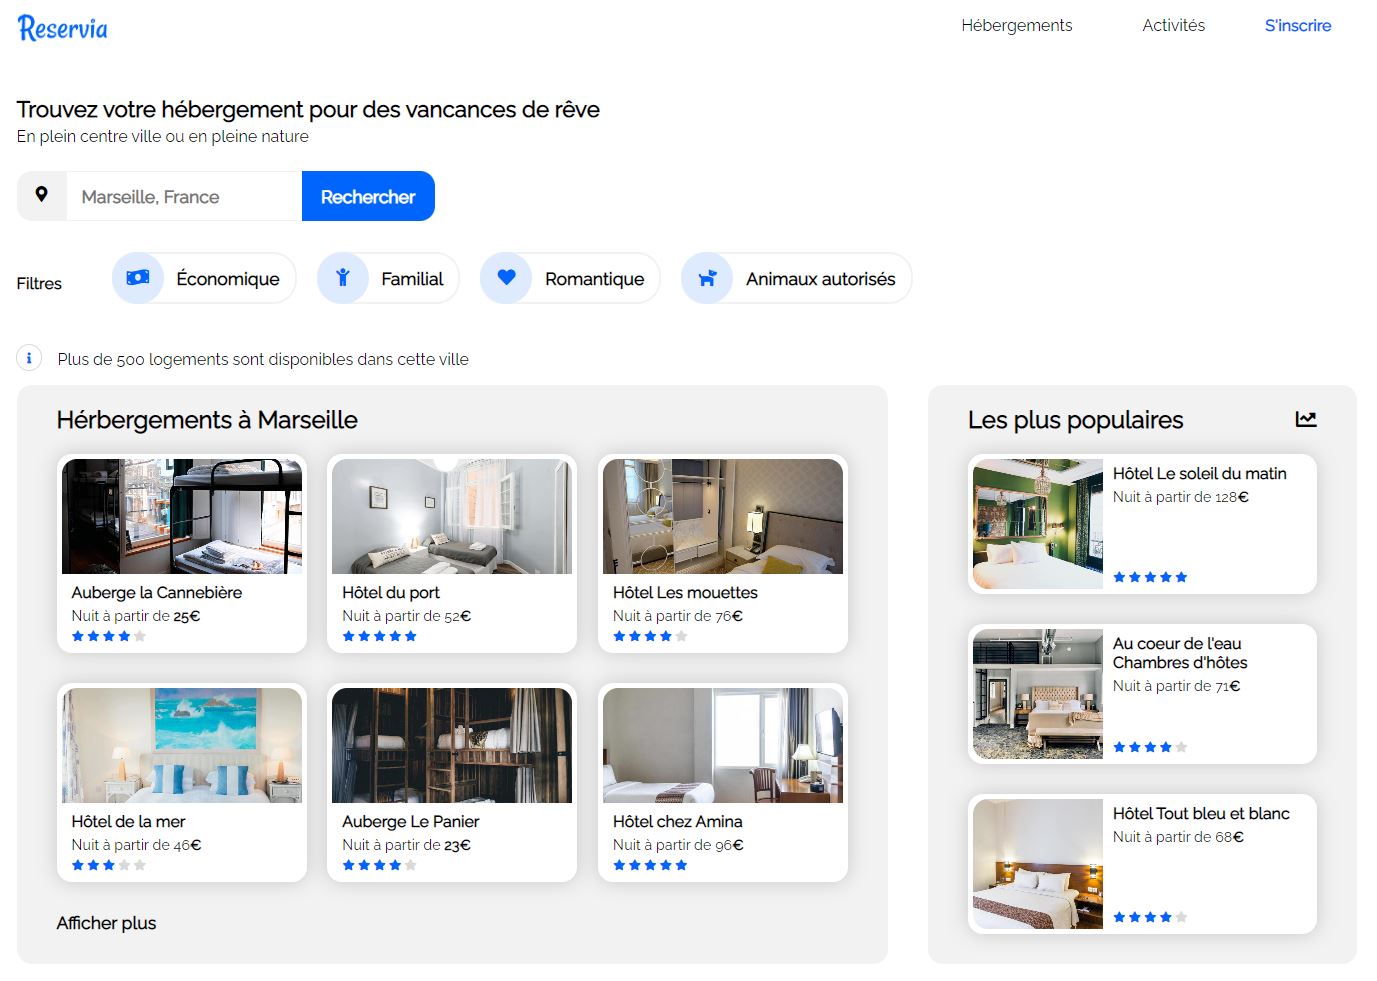 Reservia
Hébergements
Activités
S'inscrire
Trouvez votre hébergement pour des vancances de rêve
En plein centre ville ou en pleine nature
Marseille, France
Rechercher
Filtres
Économique
Familial
Romantique
Animaux autorisés
Plus de 500 logements sont disponibles dans cette ville
Hérbergements à Marseille
Auberge la Cannebière
Nuit à partir de 25€
Hôtel du port
Nuit à partir de 52€
Hôtel Les mouettes
Nuit à partir de 76€
Hôtel de la mer
Nuit à partir de 46€
Auberge Le Panier
Nuit à partir de 23€
Hôtel chez Amina
Nuit à partir de 96€
Afficher plus
Les plus populaires
Hôtel Le soleil du matin
Nuit à partir de 128€
Au coeur de l'eau
Chambres d'hôtes
Nuit à partir de 71€
Hôtel Tout bleu et blanc
Nuit à partir de 68€